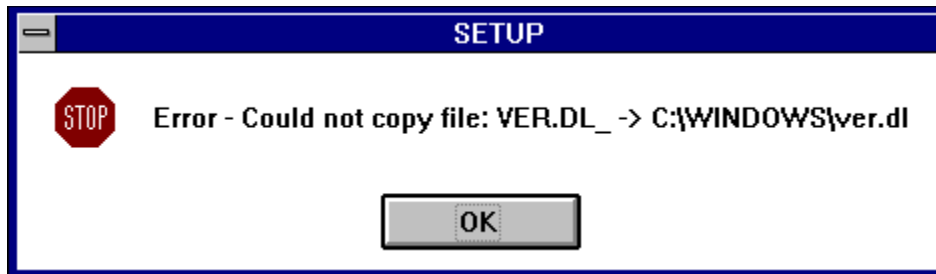 SETUP
STOP Error - Could not copy file: VER.DL_ -> C:\WINDOWS\ver.dl
OK